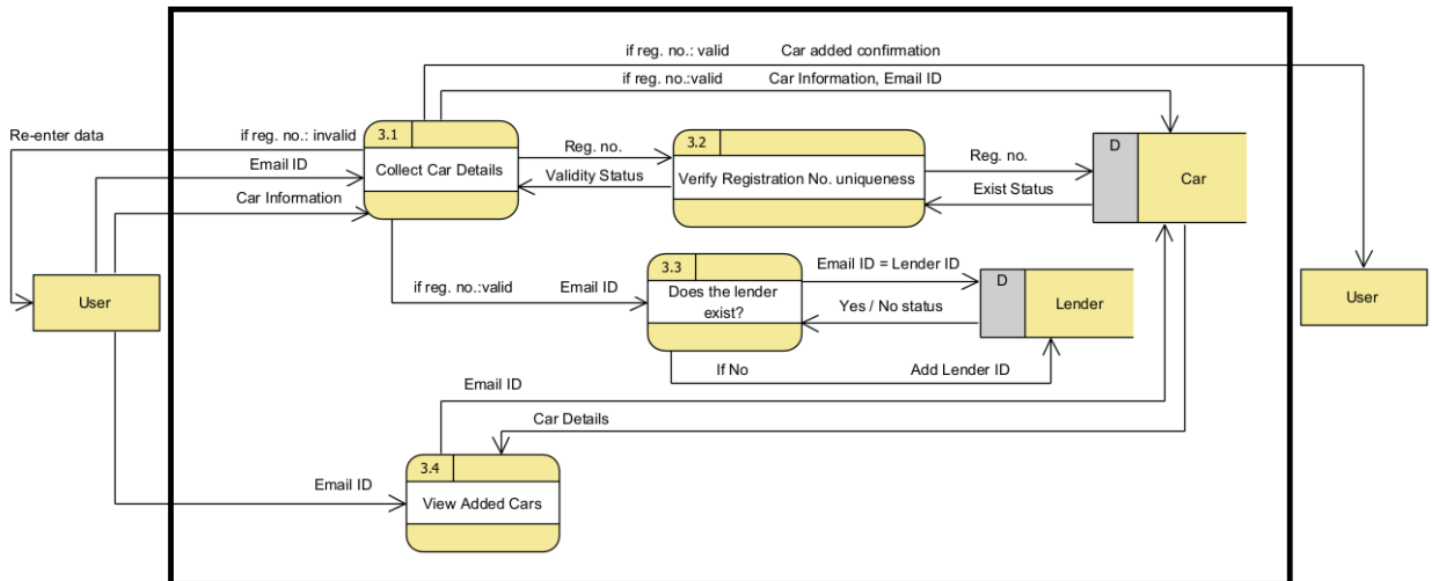 if reg. no.: valid Car added confirmation
if reg. no.:valid Car Information, Email ID
Re-enter data
if reg. no.: invalid
Email ID
Car Information
3.1
Collect Car Details
Reg. no.
Validity Status
3.2
Verify Registration No. uniqueness
Reg. no.
Exist Status
D
Car
User
if reg. no.:valid Email ID
3.3
Does the lender
exist?
Email ID = Lender ID
Yes / No status
D
Lender
User
If No Add Lender ID
Email ID
Car Details
Email ID
3.4
View Added Cars